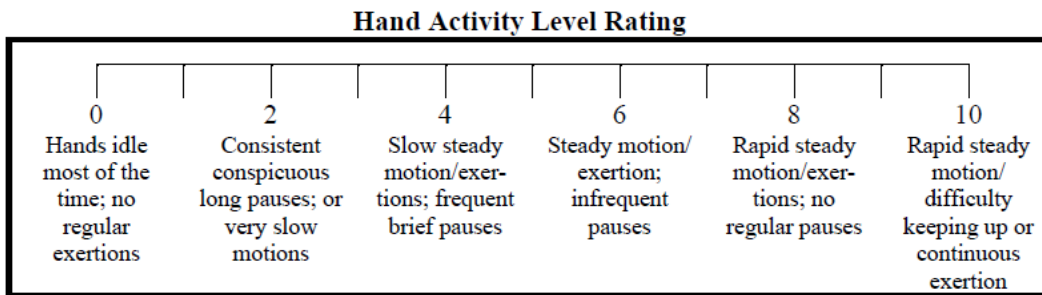 Hand Activity Level Rating
0 2 4 6 8 10
Hands idle
most of the
time; no
regular
exertions
Consistent
conspicuous
long pauses; or
very slow
motions
Slow steady
motion/exer-
tions; frequent
brief pauses
Steady motion/
exertion;
infrequent
pauses
Rapid steady
motion/exer-
tions; no
regular pauses
Rapid steady
motion/
difficulty
keeping up or
continuous
exertion